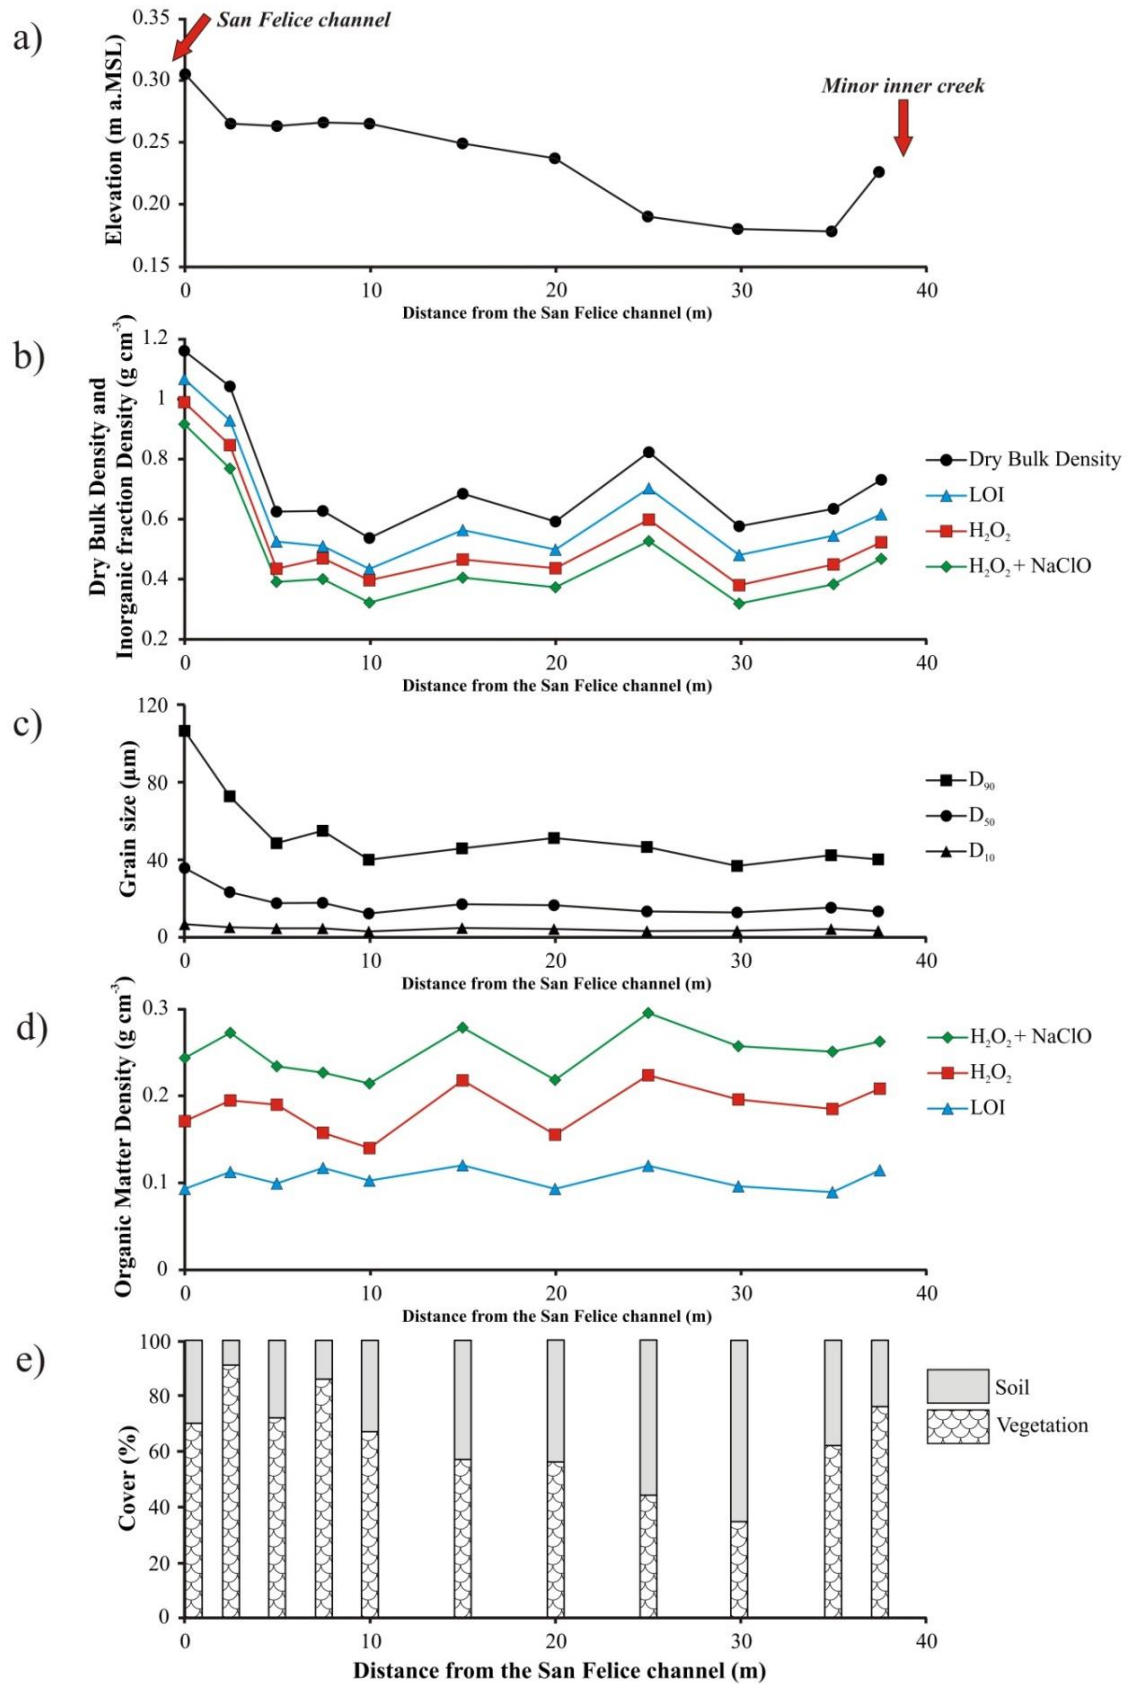 a)
San Felice channel
Minor inner creek
Elevation (m a.MSL)
0.35
0.30
0.25
0.20
0.15
0 10 20 30 40
Distance from the San Felice channel (m)
b)
Dry Bulk Density and
Inorganic fraction Density (g cm⁻³)
1.2
1
0.8
0.6
0.4
0.2
0 10 20 30 40
Distance from the San Felice channel (m)
Dry Bulk Density
LOI
H₂O₂
H₂O₂ + NaClO
c)
Grain size (μm)
120
80
40
0
0 10 20 30 40
Distance from the San Felice channel (m)
D₉₀
D₅₀
D₁₀
d)
Organic Matter Density (g cm⁻³)
0.3
0.2
0.1
0
0 10 20 30 40
Distance from the San Felice channel (m)
H₂O₂ + NaClO
H₂O₂
LOI
e)
Cover (%)
100
80
60
40
20
0
0 10 20 30 40
Distance from the San Felice channel (m)
Soil
Vegetation